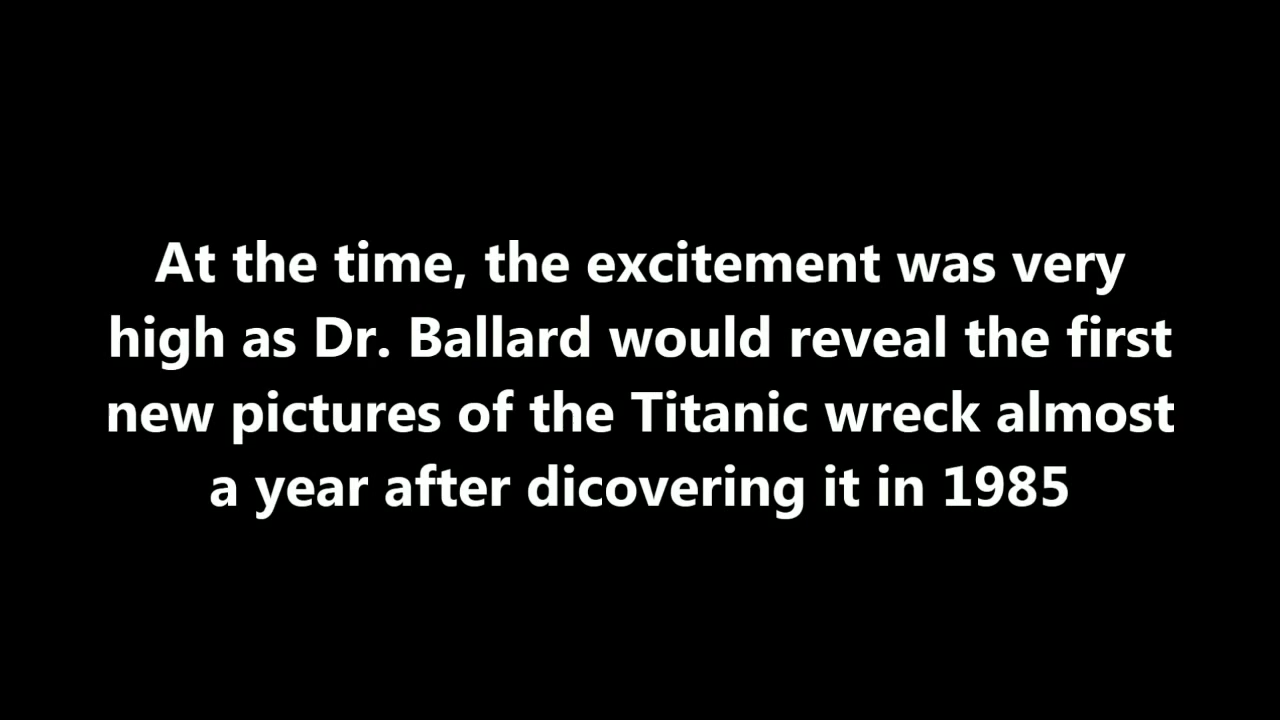 At the time, the excitement was very
high as Dr. Ballard would reveal the first
new pictures of the Titanic wreck almost
a year after dicovering it in 1985